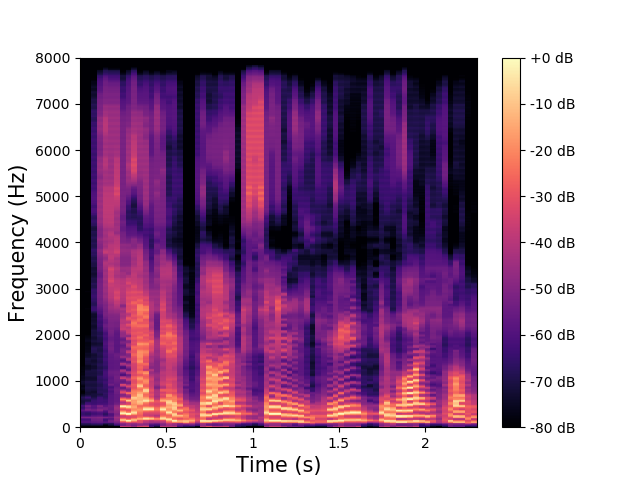 8000
7000
6000
5000
4000
3000
2000
1000
0
Frequency (Hz)
0
0.5
1
1.5
2
Time (s)
+0 dB
-10 dB
-20 dB
-30 dB
-40 dB
-50 dB
-60 dB
-70 dB
-80 dB